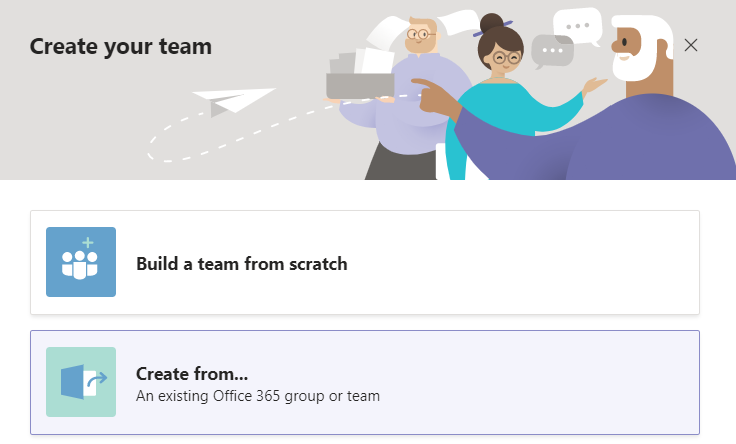 Create your team
Build a team from scratch
Create from...
An existing Office 365 group or team